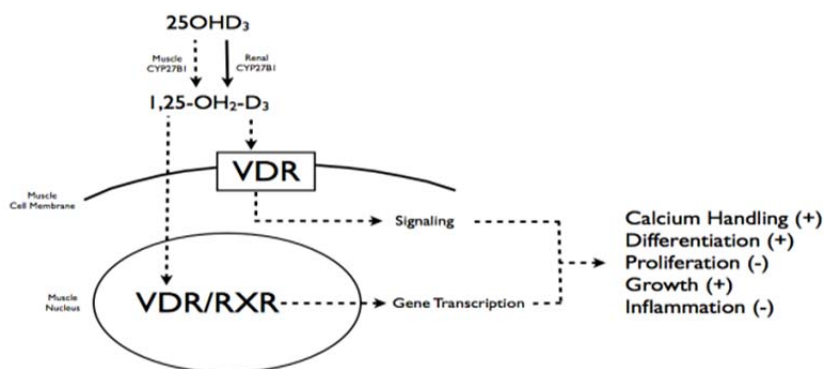 25OHD₃
Muscle
CYP27B1
Renal
CYP27B1
1,25-OH₂-D₃
VDR
Muscle
Cell Membrane
Signaling
Calcium Handling (+)
Differentiation (+)
Proliferation (-)
Growth (+)
Inflammation (-)
Muscle
Nucleus
VDR/RXR
Gene Transcription